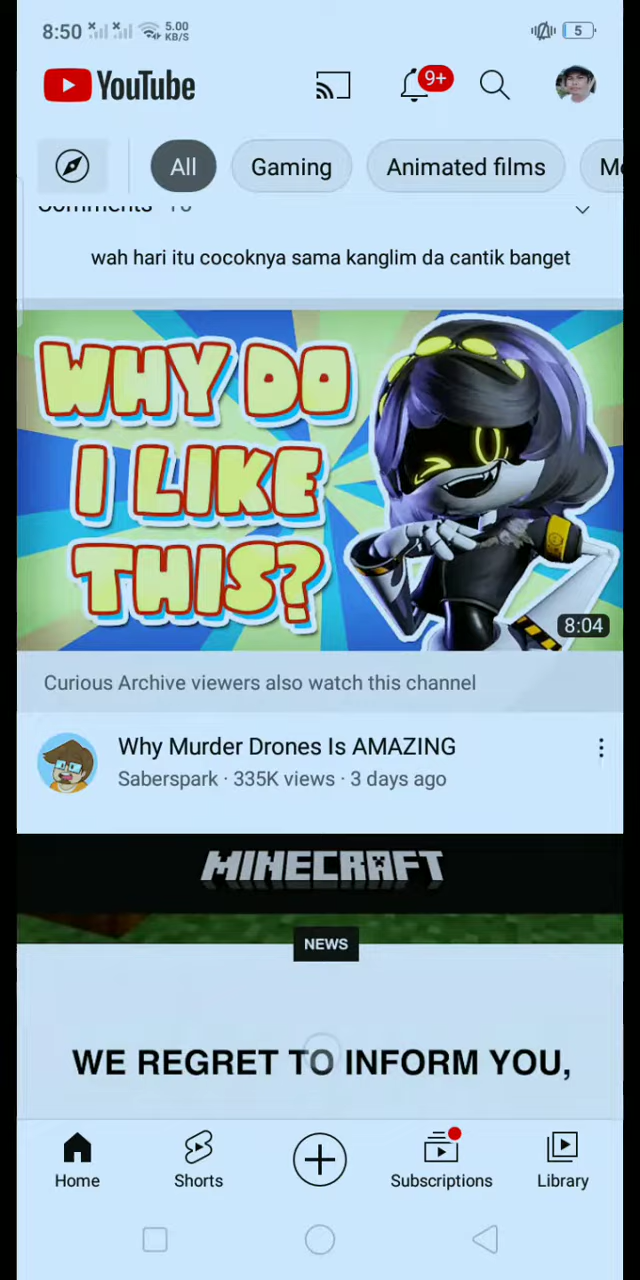 8:50
5.00
KB/S
5
YouTube
9+
All
Gaming
Animated films
Comments
wah hari itu cocoknya sama kanglim da cantik banget
WHY DO
I LIKE
THIS?
8:04
Curious Archive viewers also watch this channel
Why Murder Drones Is AMAZING
Saberspark · 335K views · 3 days ago
MINECRAFT
NEWS
WE REGRET TO INFORM YOU,
Home
Shorts
Subscriptions
Library